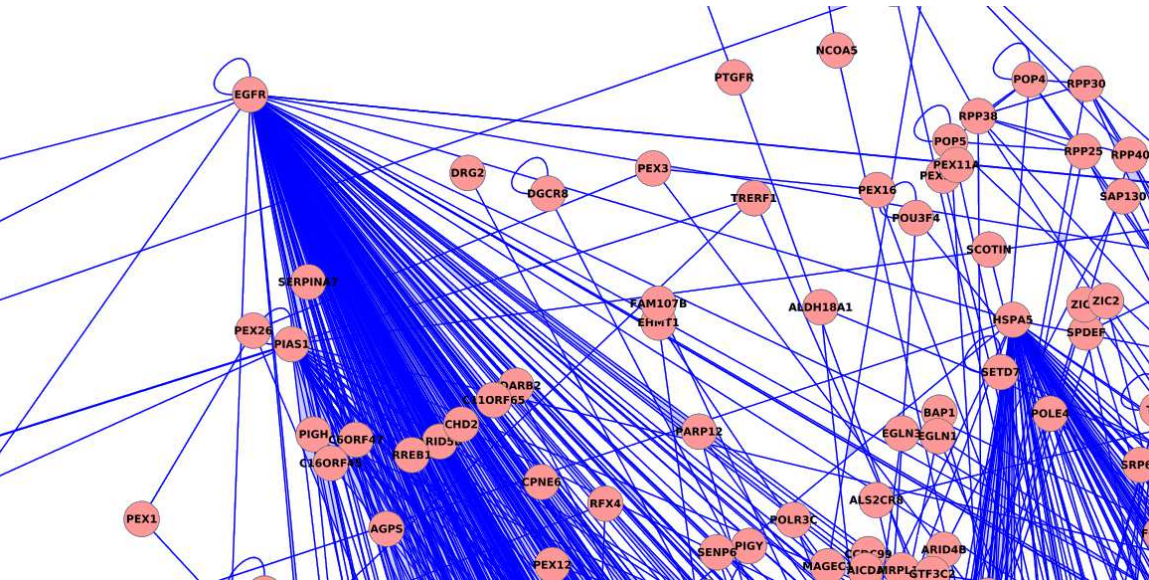 NCOA5
PTGFR
POP4
RPP30
EGFR
RPP38
POP5
RPP25
RPP40
PEX11A
PEX3
DRG2
DGCR8
PEX16
TRERF1
SAP130
POU3F4
SCOTIN
SERPINA7
FAM107B
ALDH18A1
ZIC2
HSPA5
PEX26
SPDEF
PIAS1
SETD7
C11ORF65
BAP1
POLE4
CHD2
PIGH
PARP12
EGLN3
EGLN1
C6ORF47
RREB1
CPNE6
ALS2CR8
RFX4
PEX1
POLR3C
AGPS
PIGY
SENP6
ARID4B
PEX12
GTF3C2